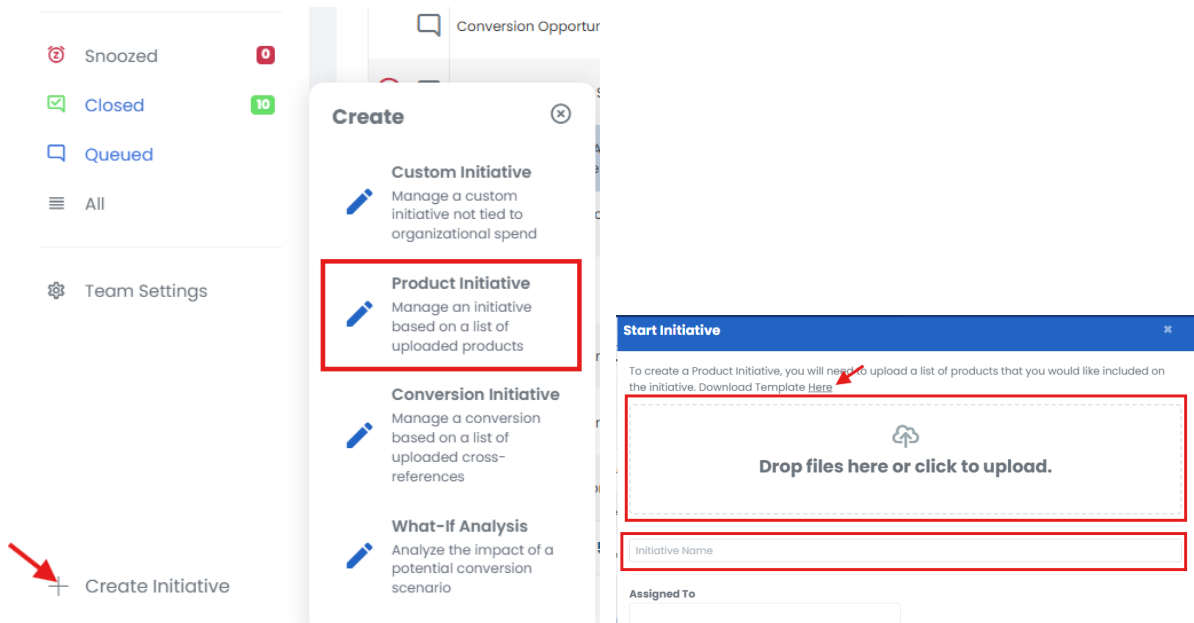 Snoozed
0
Closed
10
Queued
All
Team Settings
Create Initiative
Conversion Opportur
Create
Custom Initiative
Manage a custom
initiative not tied to
organizational spend
Product Initiative
Manage an initiative
based on a list of
uploaded products
Conversion Initiative
Manage a conversion
based on a list of
uploaded cross-
references
What-If Analysis
Analyze the impact of a
potential conversion
scenario
Start Initiative
To create a Product Initiative, you will need to upload a list of products that you would like included on
the initiative. Download Template Here
Drop files here or click to upload.
Initiative Name
Assigned To